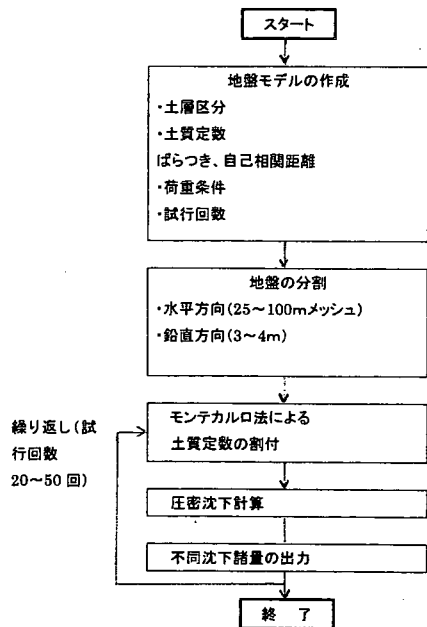 スタート
地盤モデルの作成
・土層区分
・土質定数
ばらつき、自己相関距離
・荷重条件
・試行回数
地盤の分割
・水平方向(25~100mメッシュ)
・鉛直方向(3~4m)
繰り返し(試
行回数
20~50回)
モンテカルロ法による
土質定数の割付
圧密沈下計算
不同沈下諸量の出力
終 了